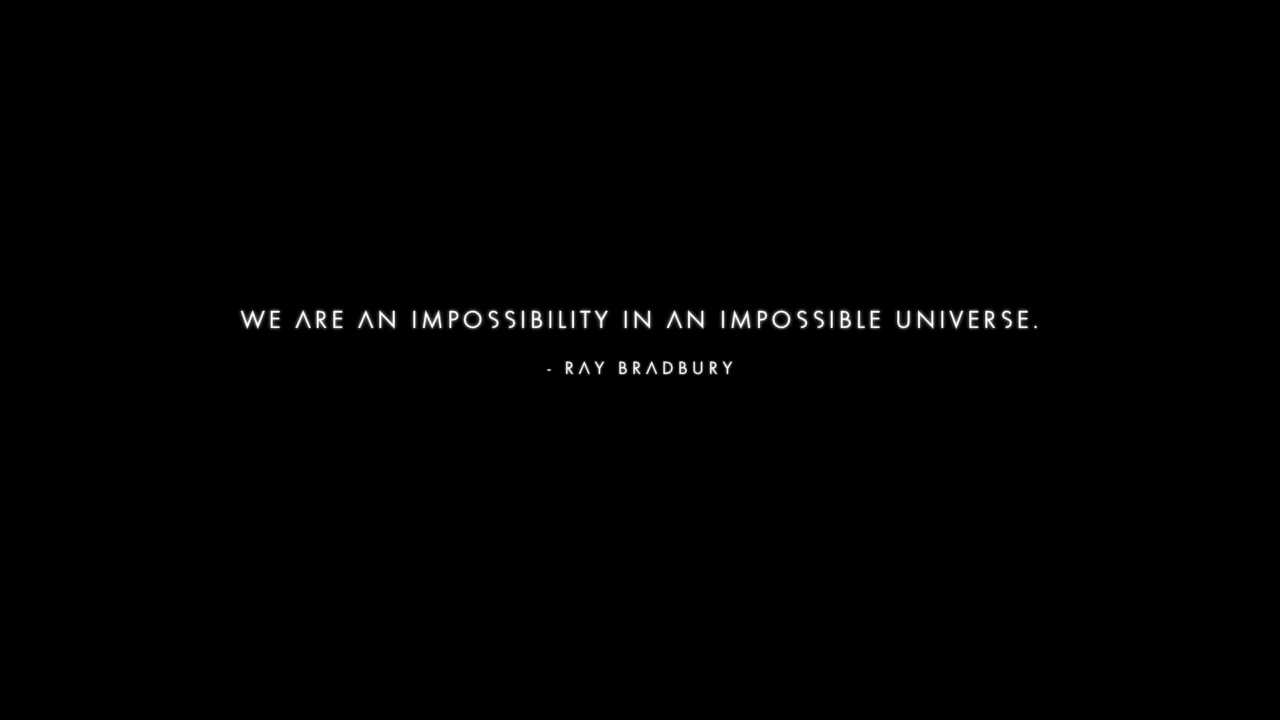 WE ARE AN IMPOSSIBILITY IN AN IMPOSSIBLE UNIVERSE.
- RAY BRADBURY